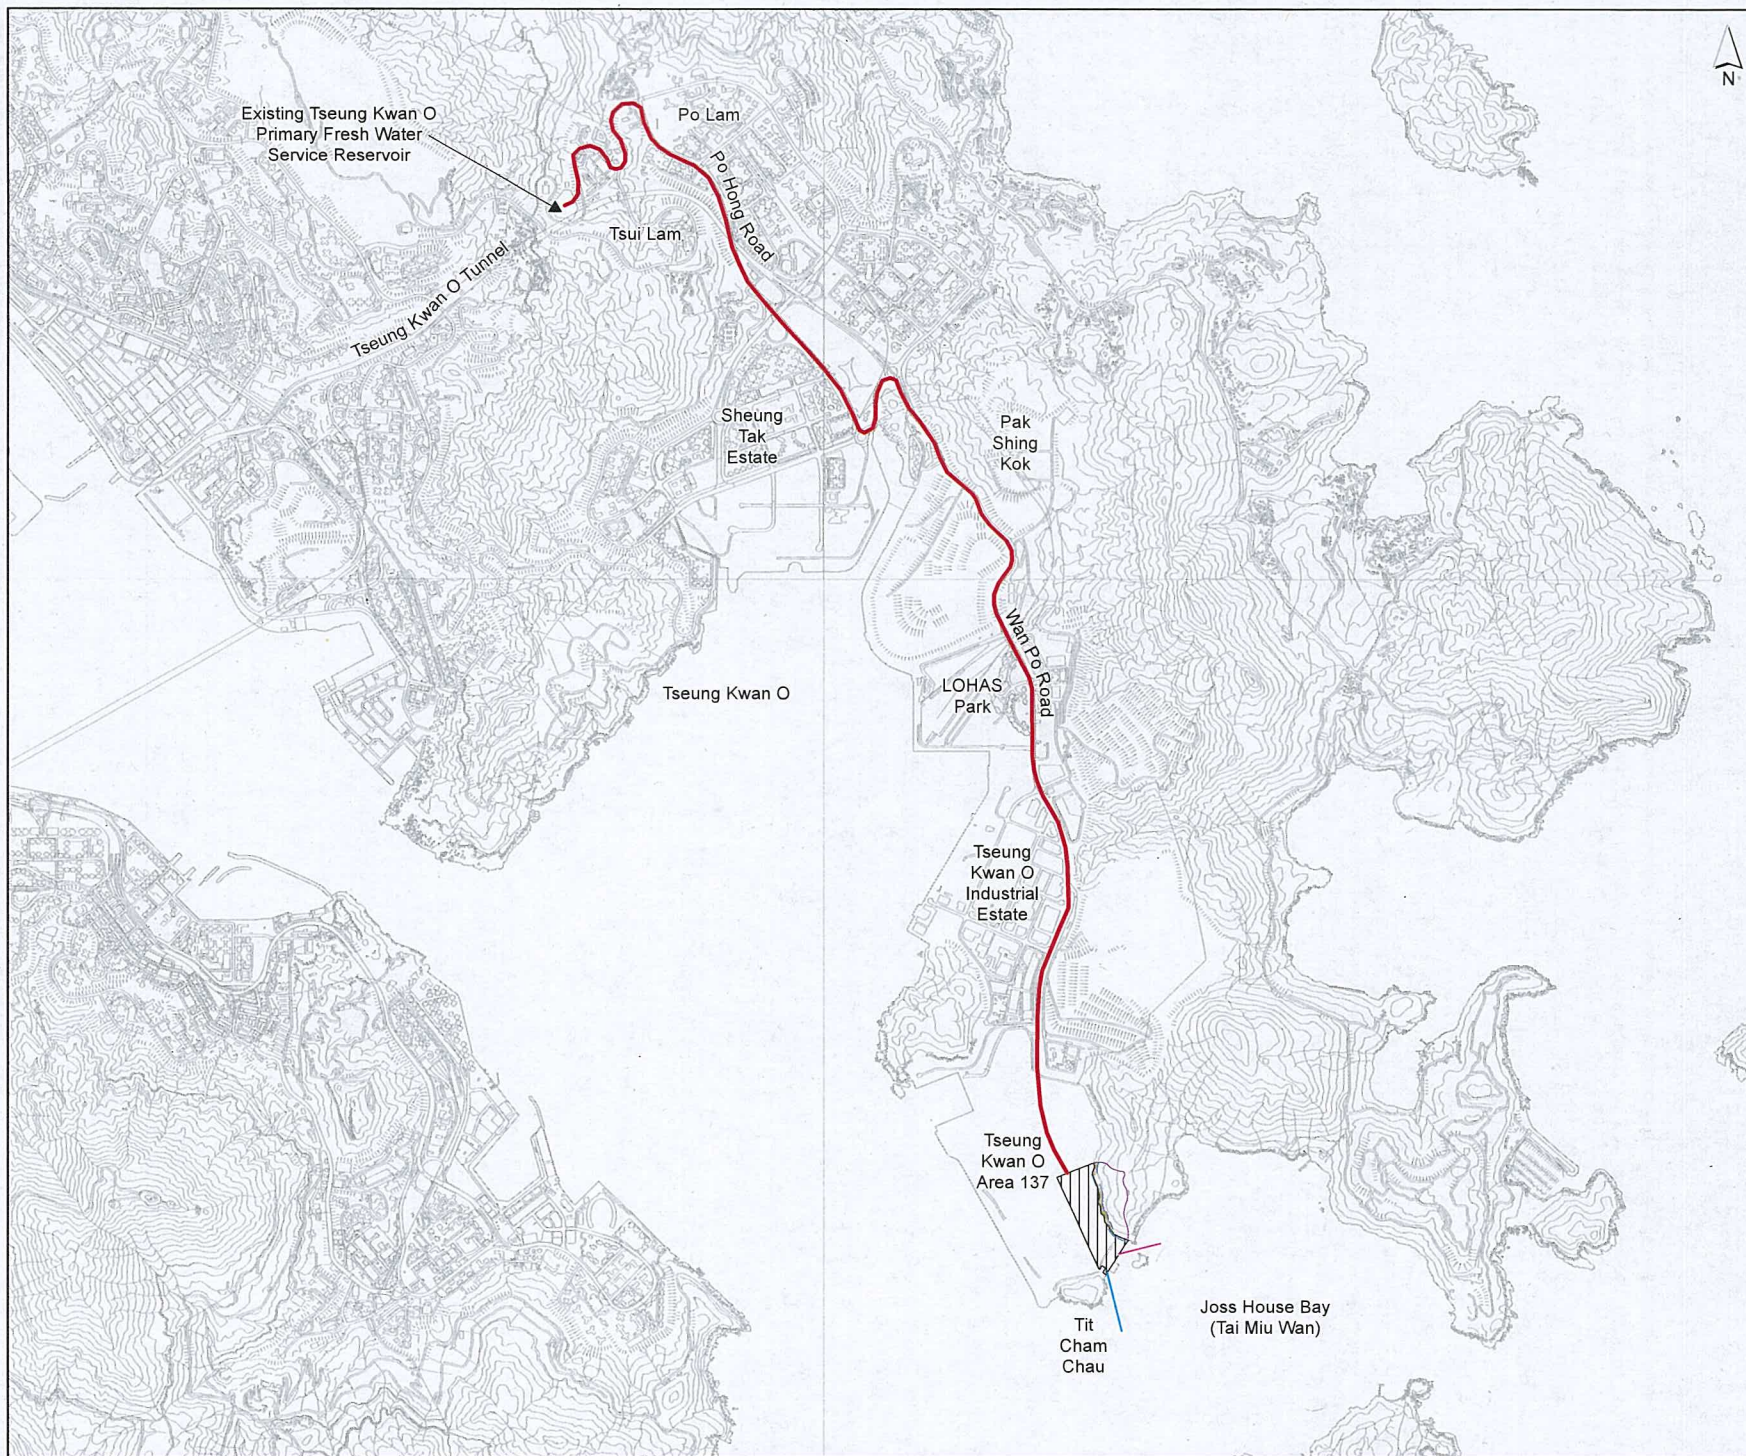 N
Existing Tseung Kwan O
Primary Fresh Water
Service Reservoir
Po Lam
Po Hong Road
Tsui Lam
Tseung Kwan O Tunnel
Sheung
Tak
Estate
Pak
Shing
Kok
Wan Po Road
Tseung Kwan O
LOHAS
Park
Tseung
Kwan O
Industrial
Estate
Tseung
Kwan O
Area 137
Joss House Bay
(Tai Miu Wan)
Tit
Cham
Chau